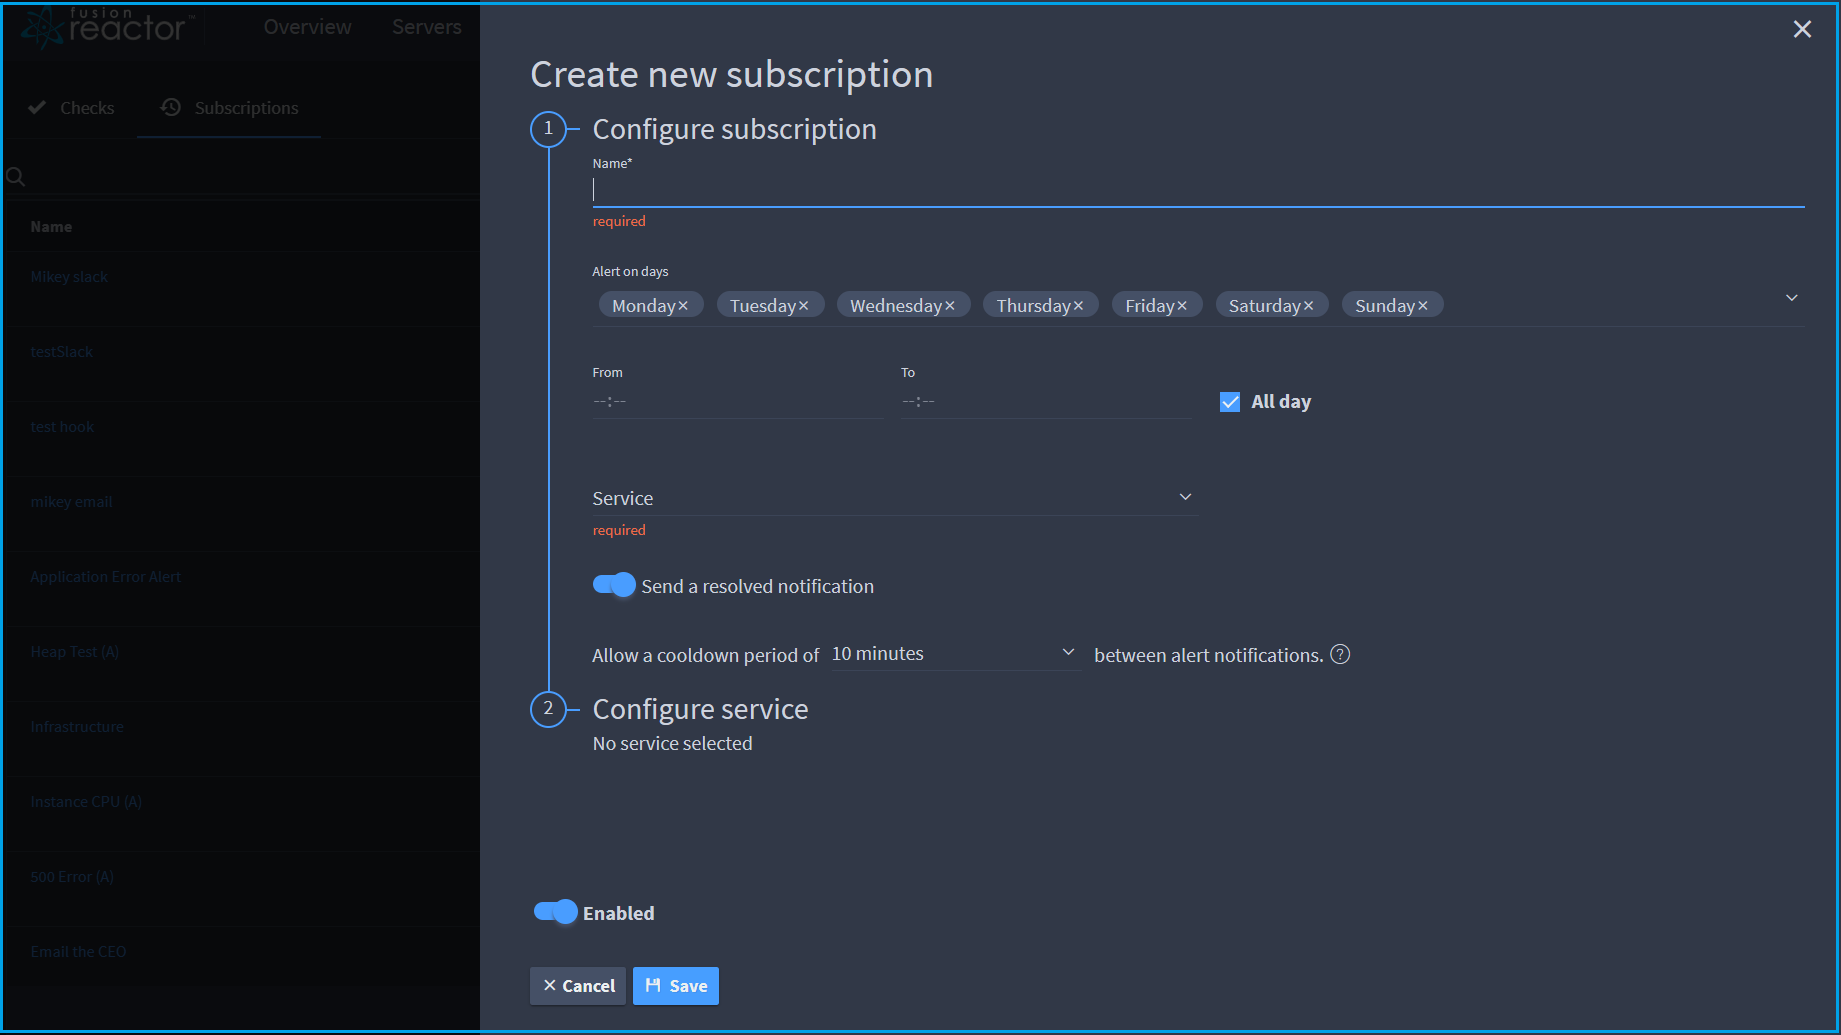 fusion
reactor™
Overview
Servers
Checks
Subscriptions
Name
Mikey slack
testSlack
test hook
mikey email
Application Error Alert
Heap Test (A)
Infrastructure
Instance CPU (A)
500 Error (A)
Email the CEO
Create new subscription
1
Configure subscription
Name*
required
Alert on days
Monday× Tuesday× Wednesday× Thursday× Friday× Saturday× Sunday×
From
To
--:--
--:--
All day
Service
required
Send a resolved notification
Allow a cooldown period of 10 minutes between alert notifications. ?
2
Configure service
No service selected
Enabled
× Cancel
Save